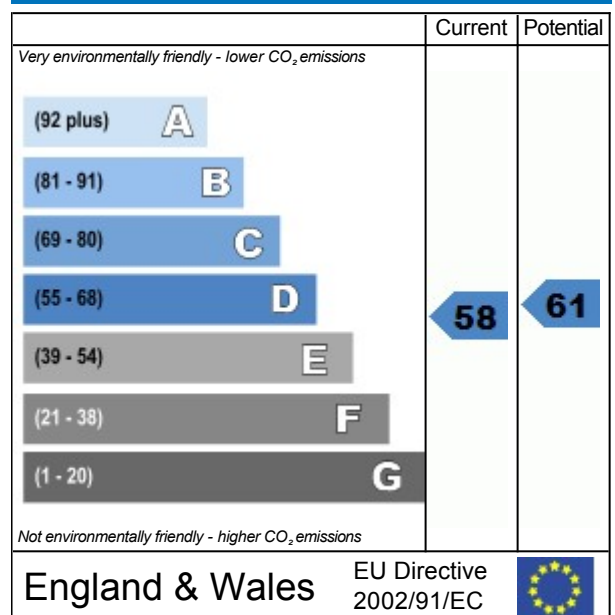 Current Potential
Very environmentally friendly - lower CO₂ emissions
(92 plus) A
(81 - 91) B
(69 - 80) C
(55 - 68) D
58 61
(39 - 54) E
(21 - 38) F
(1 - 20) G
Not environmentally friendly - higher CO₂ emissions
England & Wales
EU Directive
2002/91/EC